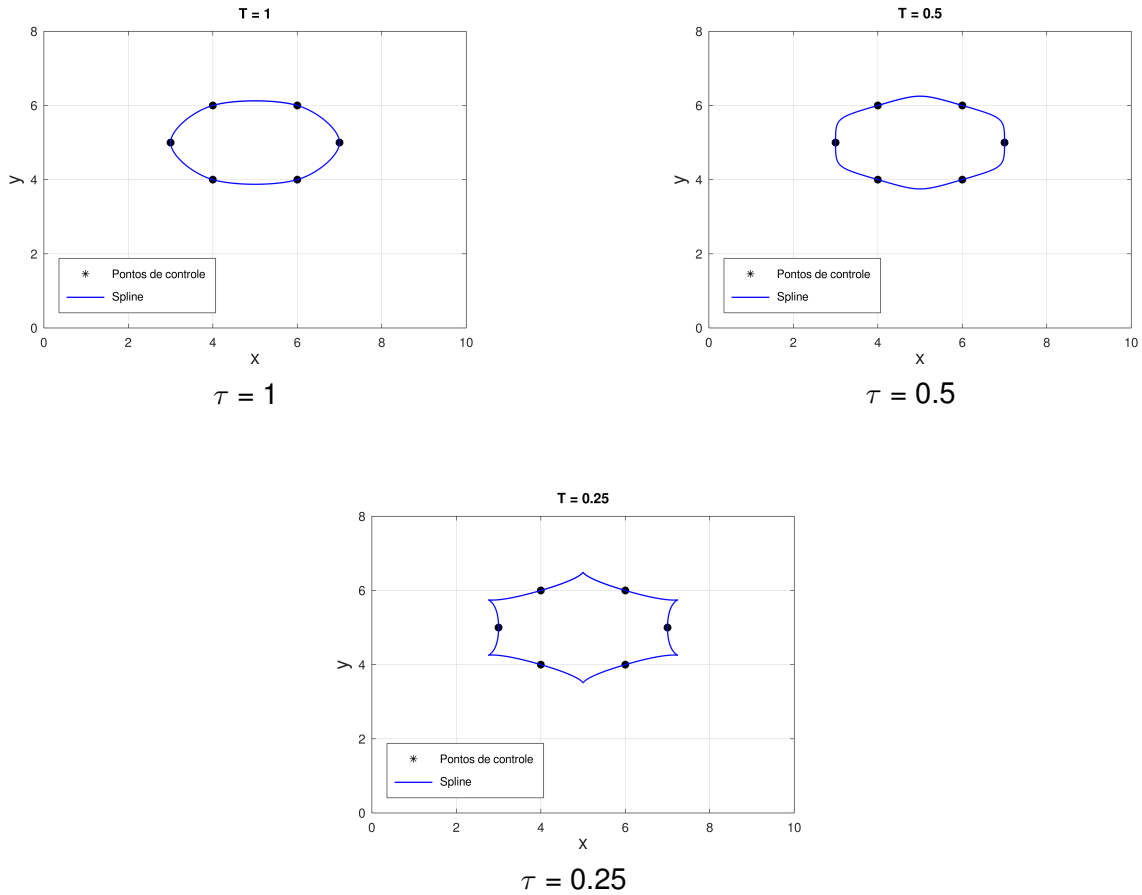 T = 1
8
6
4
2
0
y
Pontos de controle
Spline
0 2 4 6 8 10
x
τ = 1
T = 0.5
8
6
4
2
0
y
Pontos de controle
Spline
2 4 6 8 10
x
τ = 0.5
T = 0.25
8
6
4
2
0
y
Pontos de controle
Spline
0 2 4 6 8 10
x
τ = 0.25